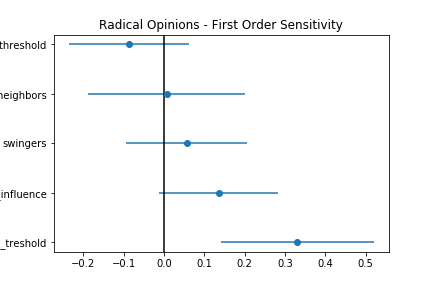 Radical Opinions - First Order Sensitivity
threshold
neighbors
swingers
_influence
_treshold
−0.2 −0.1 0.0 0.1 0.2 0.3 0.4 0.5